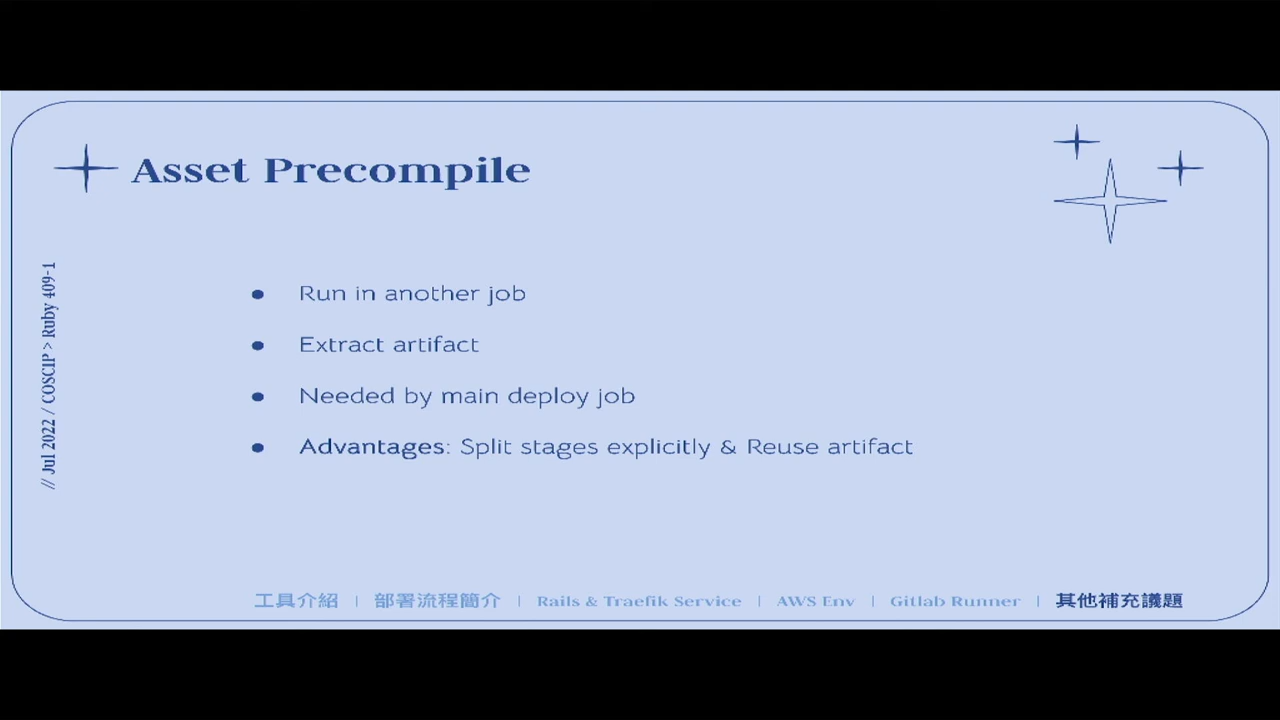 Asset Precompile
// Jul 2022 / COSCIP > Ruby 409-1
● Run in another job
● Extract artifact
● Needed by main deploy job
● Advantages: Split stages explicitly & Reuse artifact
工具介紹 | 部署流程簡介 | Rails & Traefik Service | AWS Env | Gitlab Runner | 其他補充議題